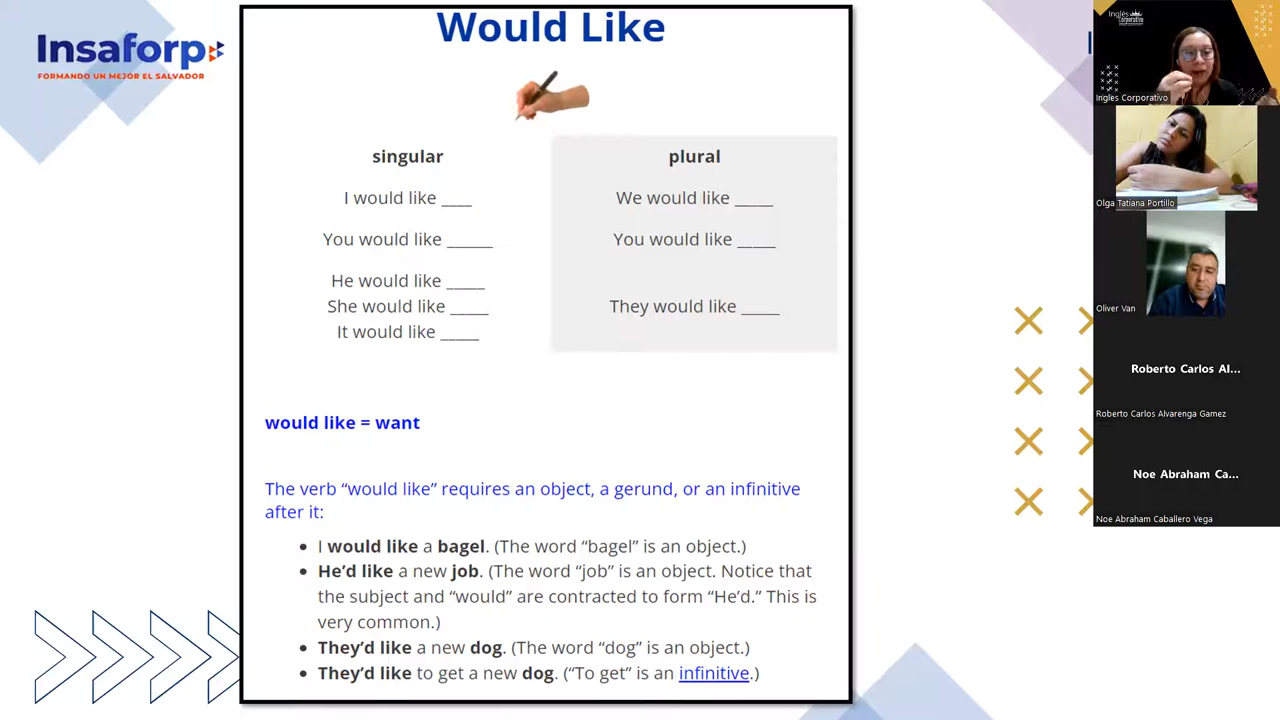 Would Like
Insaforp
FORMANDO UN MEJOR EL SALVADOR
singular
plural
I would like ____
We would like _____
You would like ______
You would like _____
He would like _____
She would like _____
They would like _____
It would like _____
would like = want
The verb “would like” requires an object, a gerund, or an infinitive
after it:
• I would like a bagel. (The word “bagel” is an object.)
• He’d like a new job. (The word “job” is an object. Notice that
the subject and “would” are contracted to form “He’d.” This is
very common.)
• They’d like a new dog. (The word “dog” is an object.)
• They’d like to get a new dog. (“To get” is an infinitive.)
Inglés
Corporativo
Ingles Corporativo
Olga Tatiana Portillo
Oliver Van
Roberto Carlos Al...
Roberto Carlos Alvarenga Gamez
Noe Abraham Ca...
Noe Abraham Caballero Vega